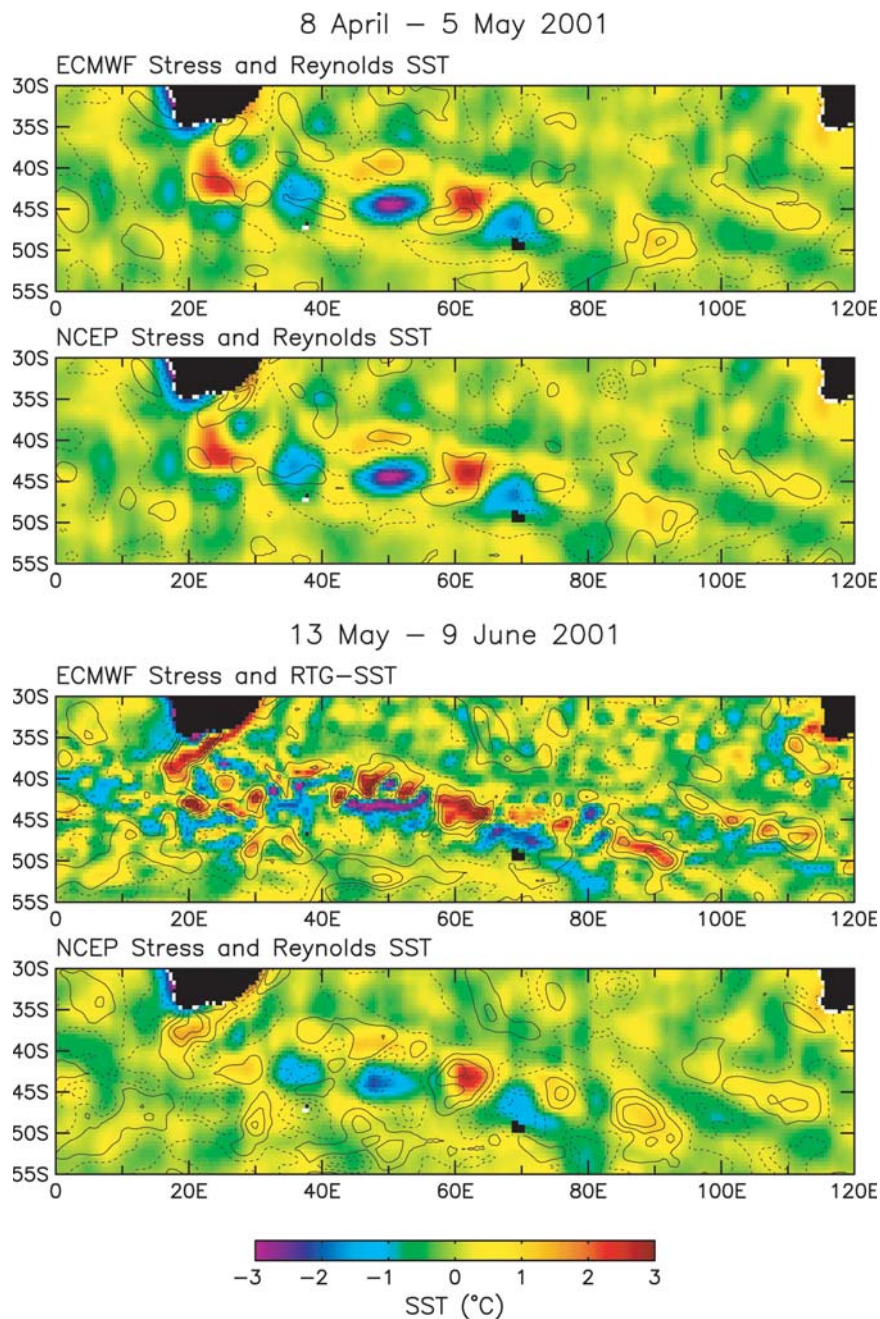 8 April – 5 May 2001
ECMWF Stress and Reynolds SST
30S
35S
40S
45S
50S
55S
0 20E 40E 60E 80E 100E 120E
NCEP Stress and Reynolds SST
30S
35S
40S
45S
50S
55S
0 20E 40E 60E 80E 100E 120E
13 May – 9 June 2001
ECMWF Stress and RTG–SST
30S
35S
40S
45S
50S
55S
0 20E 40E 60E 80E 100E 120E
NCEP Stress and Reynolds SST
30S
35S
40S
45S
50S
55S
0 20E 40E 60E 80E 100E 120E
−3 −2 −1 0 1 2 3
SST (°C)